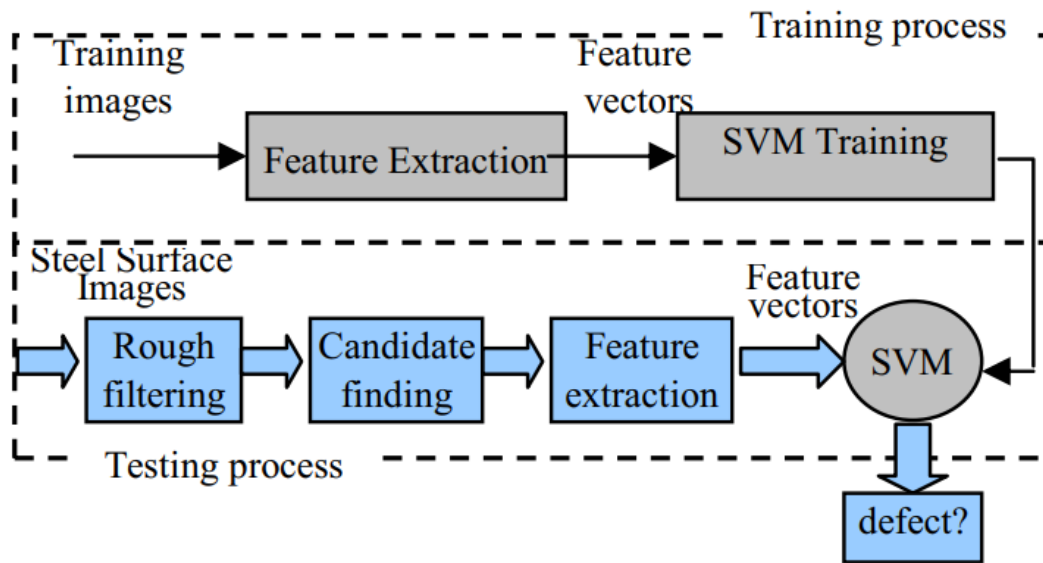 Training process
Training
images
Feature
vectors
Feature Extraction
SVM Training
Steel Surface
Images
Feature
vectors
Rough
filtering
Candidate
finding
Feature
extraction
SVM
Testing process
defect?